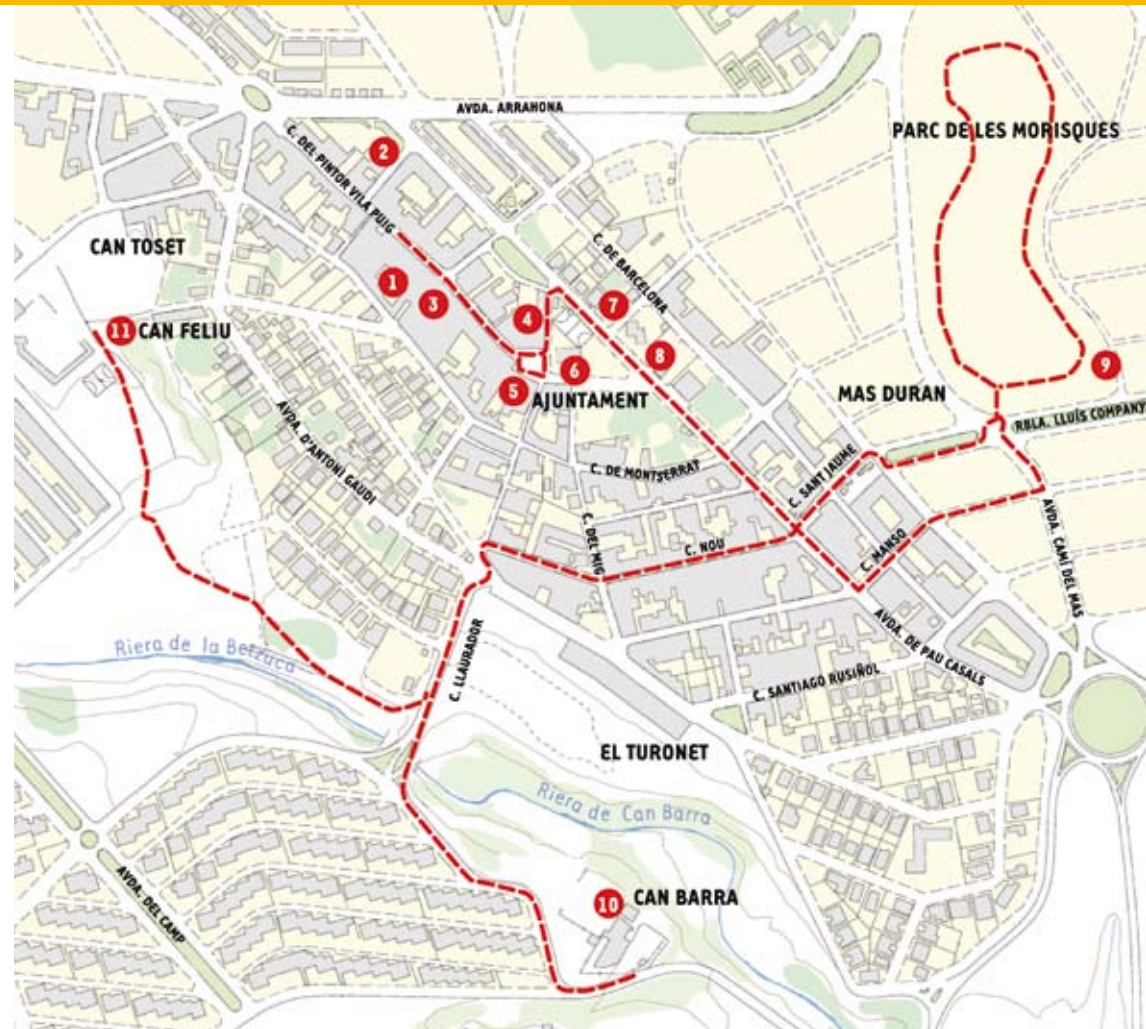 AVDA. ARRAHONA
PARC DE LES MORISQUES
C. DEL PINTOR VILA PUIG
2
CAN TOSET
C. DE BARCELONA
1
3
4
7
11 CAN FELIU
8
5
6
AJUNTAMENT
9
MAS DURAN
RBLA. LLUÍS COMPANY
AVDA. D'ANTONI GAUDÍ
C. DE MONTSERRAT
C. SANT JAUME
C. DEL MIG
C. NOU
C. MANSO
AVDA. CAMÍ DEL MAS
Riera de la Betzuca
C. LLAURADOR
AVDA. DE PAU CASALS
C. SANTIAGO RUSIÑOL
EL TURONET
Riera de Can Barra
AVDA. DEL CAMP
10 CAN BARRA